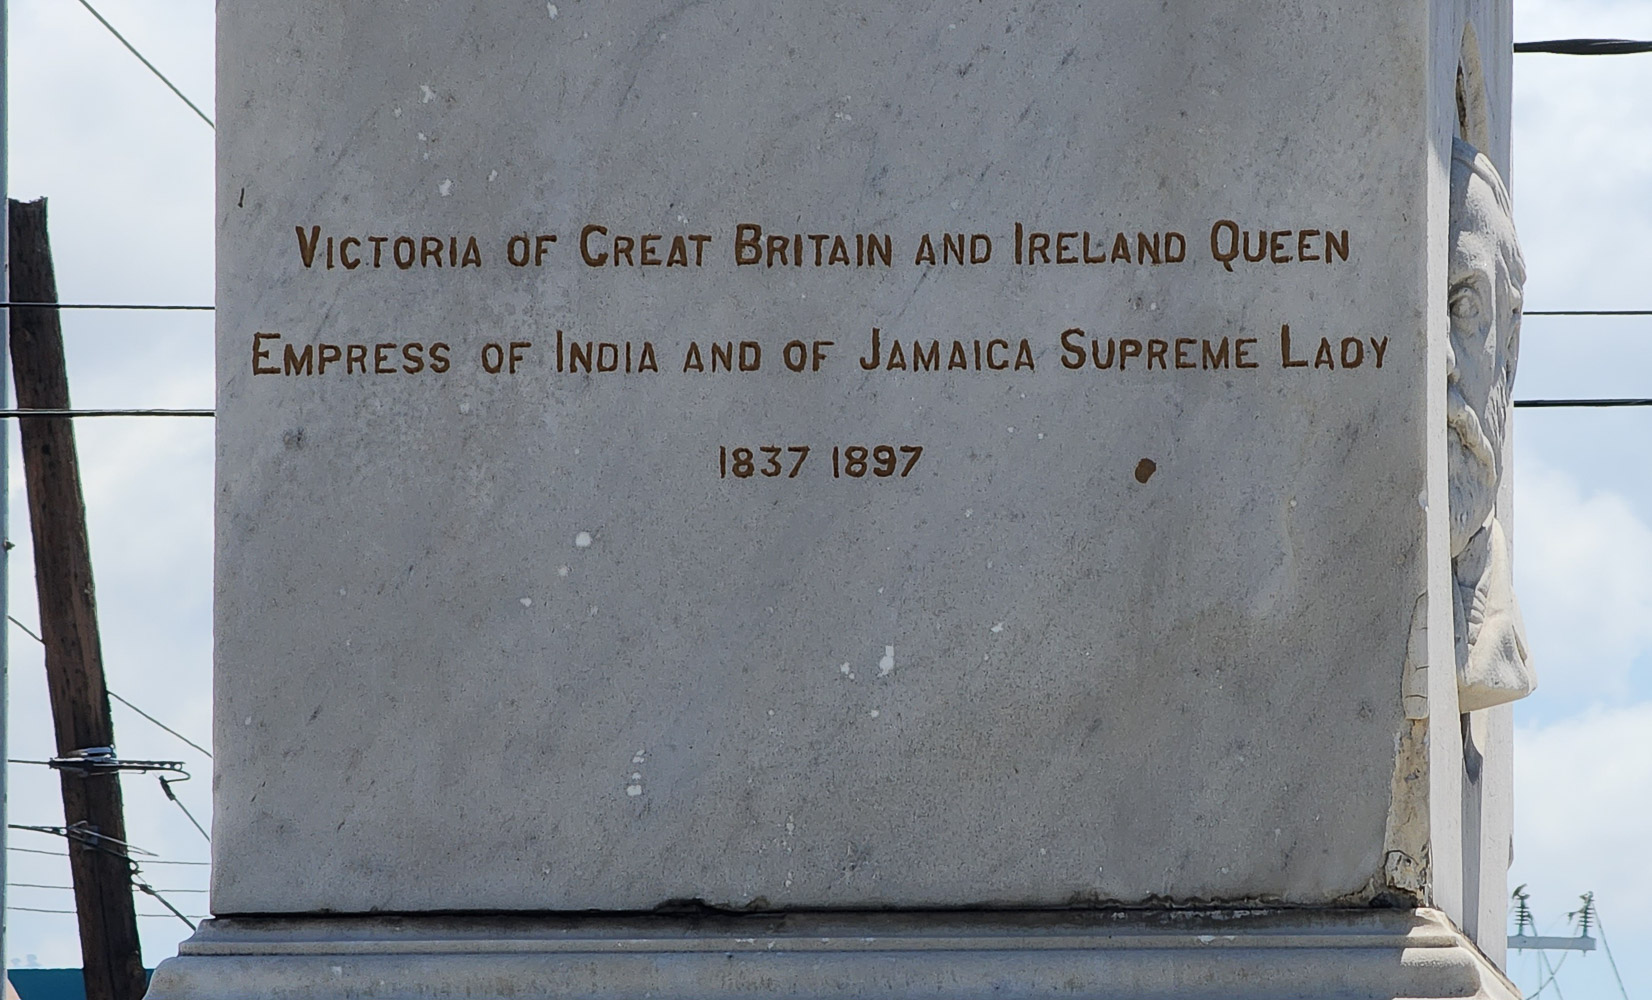 Victoria of Great Britain and Ireland Queen
Empress of India and of Jamaica Supreme Lady
1837 1897